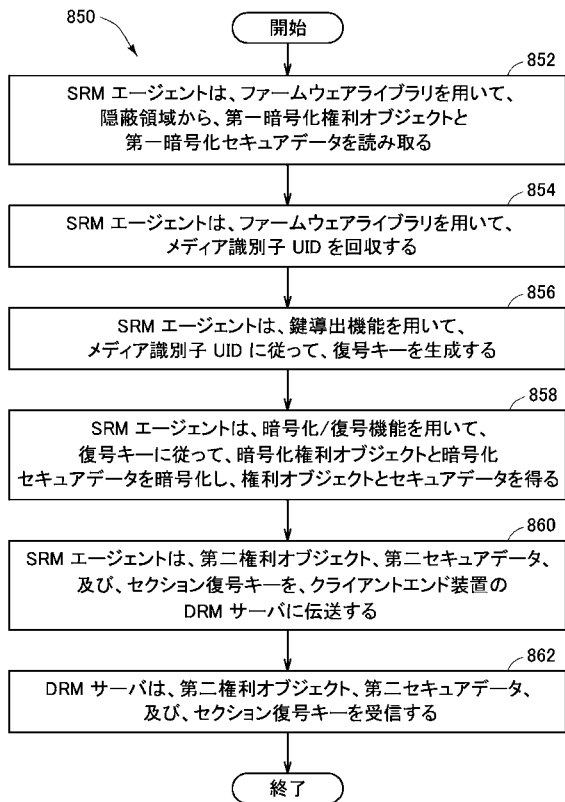 850
開始
852
SRM エージェントは、ファームウェアライブラリを用いて、
隠蔽領域から、第一暗号化権利オブジェクトと
第一暗号化セキュアデータを読み取る
854
SRM エージェントは、ファームウェアライブラリを用いて、
メディア識別子 UID を回収する
856
SRM エージェントは、鍵導出機能を用いて、
メディア識別子 UID に従って、復号キーを生成する
858
SRM エージェントは、暗号化/復号機能を用いて、
復号キーに従って、暗号化権利オブジェクトと暗号化
セキュアデータを暗号化し、権利オブジェクトとセキュアデータを得る
860
SRM エージェントは、第二権利オブジェクト、第二セキュアデータ、
及び、セクション復号キーを、クライアントエンド装置の
DRM サーバに伝送する
862
DRM サーバは、第二権利オブジェクト、第二セキュアデータ、
及び、セクション復号キーを受信する
終了